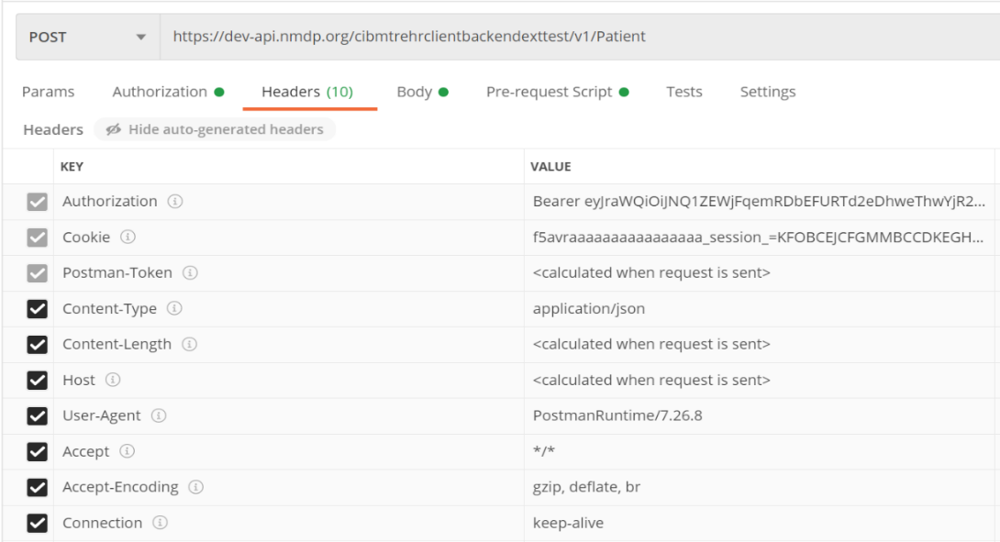 POST https://dev-api.nmdp.org/cibmtrehrclientbackendexttest/v1/Patient
Params Authorization Headers (10) Body Pre-request Script Tests Settings
Headers Hide auto-generated headers
KEY VALUE
Authorization Bearer eyJraWQiOiJNQ1ZEWjFqemRDbEFURTd2eDhweThwYjR2...
Cookie f5avraaaaaaaaaaaaaaaa_session_=KFOBCEJCFGMMBCCDKEGH...
Postman-Token <calculated when request is sent>
Content-Type application/json
Content-Length <calculated when request is sent>
Host <calculated when request is sent>
User-Agent PostmanRuntime/7.26.8
Accept */*
Accept-Encoding gzip, deflate, br
Connection keep-alive